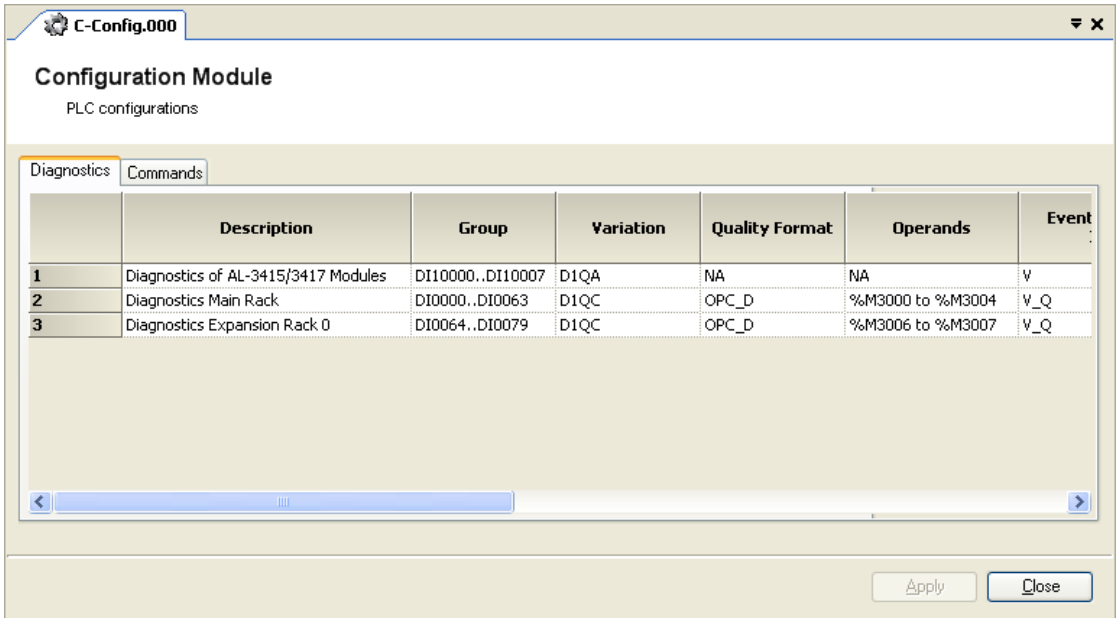 C-Config.000
Configuration Module
PLC configurations
Diagnostics Commands
Description Group Variation Quality Format Operands Event
1 Diagnostics of AL-3415/3417 Modules DI10000..DI10007 D1QA NA NA V
2 Diagnostics Main Rack DI0000..DI0063 D1QC OPC_D %M3000 to %M3004 V_Q
3 Diagnostics Expansion Rack 0 DI0064..DI0079 D1QC OPC_D %M3006 to %M3007 V_Q
Apply Close